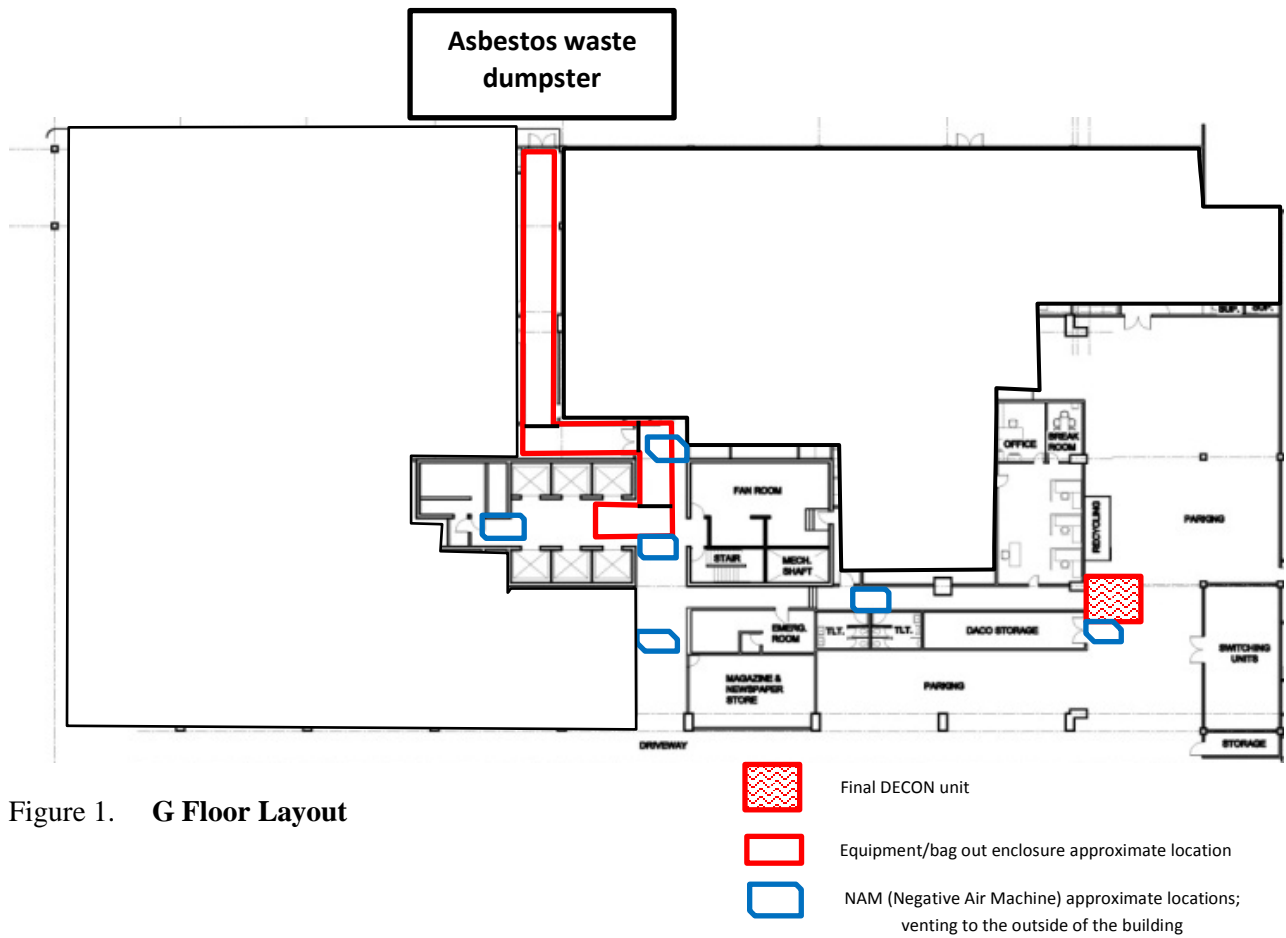 Asbestos waste
dumpster
SUP.
SUP.
OFFICE
BREAK
ROOM
FAN ROOM
RECYCLING
PARKING
STAIR
MECH.
SHAFT
EMERG.
ROOM
TLT.
TLT.
DACO STORAGE
SWITCHING
UNITS
MAGAZINE &
NEWSPAPER
STORE
PARKING
STORAGE
DRIVEWAY
Figure 1. G Floor Layout
Final DECON unit
Equipment/bag out enclosure approximate location
NAM (Negative Air Machine) approximate locations;
venting to the outside of the building